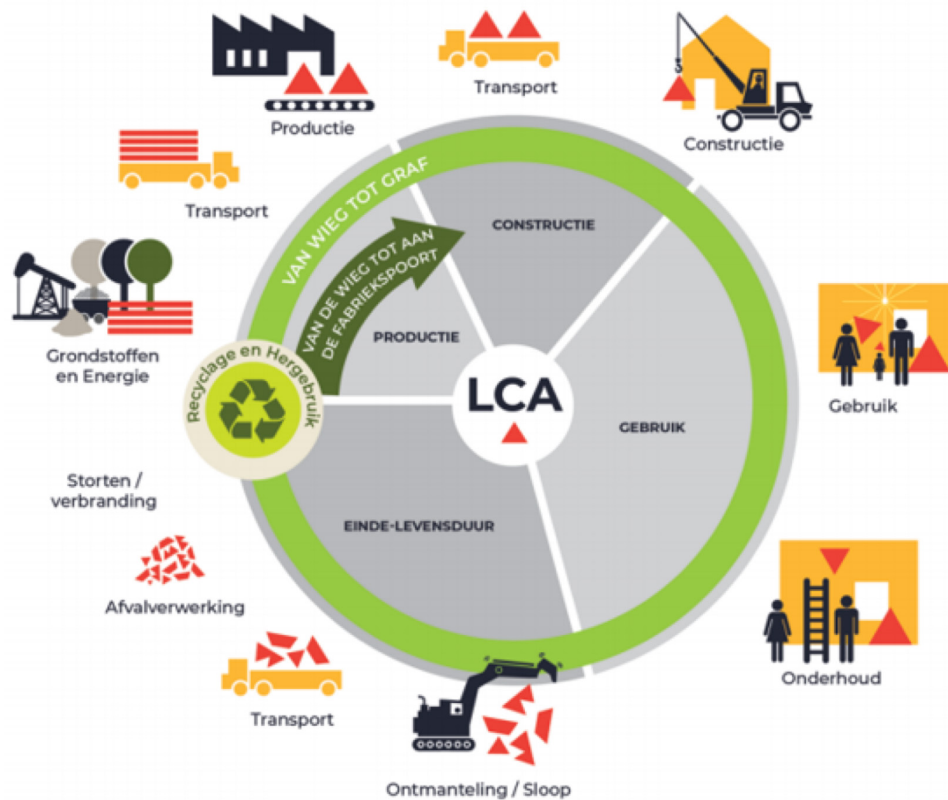 Productie
Transport
Constructie
Transport
Grondstoffen
en Energie
Storten /
verbranding
Afvalverwerking
Transport
Ontmanteling / Sloop
Onderhoud
Gebruik
VAN WIEG TOT GRAF
VAN DE WIEG TOT AAN
DE FABRIEKSPOORT
CONSTRUCTIE
PRODUCTIE
LCA
GEBRUIK
EINDE-LEVENSDUUR
Recyclage en Hergebruik